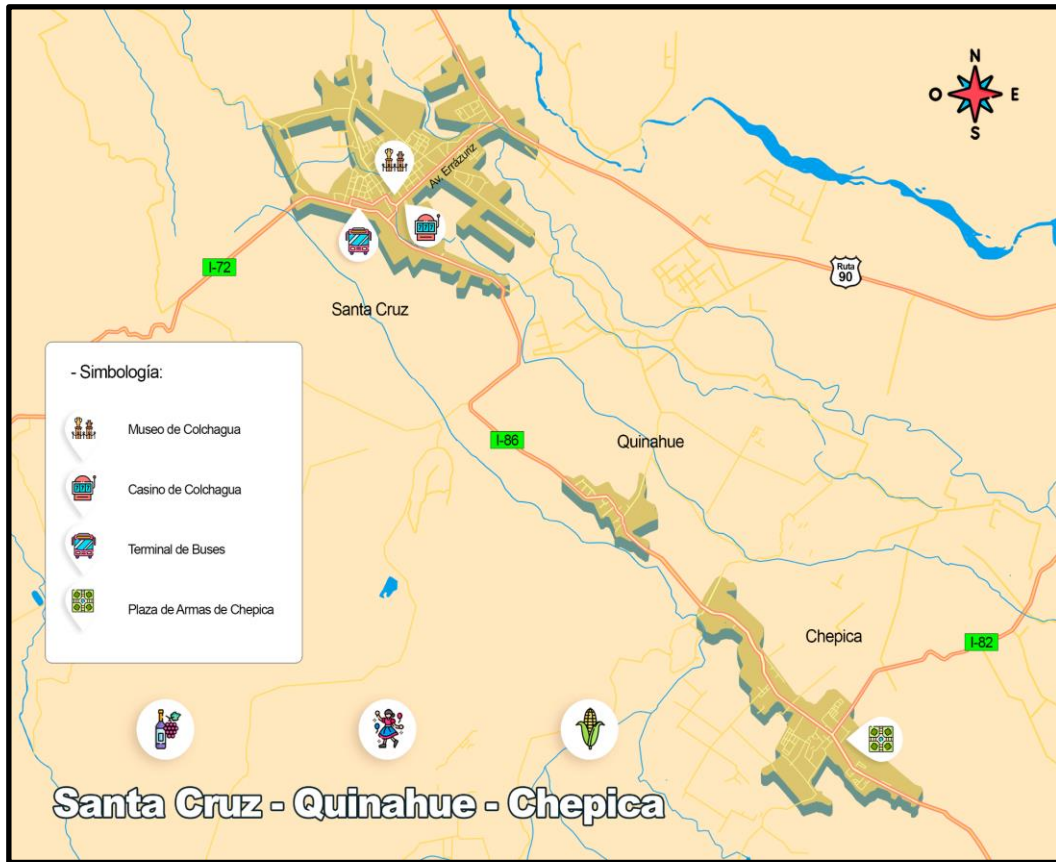 N
O
E
S
Av. Errázuriz
I-72
Ruta
90
Santa Cruz
- Simbología:
Museo de Colchagua
Casino de Colchagua
Terminal de Buses
Plaza de Armas de Chepica
I-86
Quinahue
Chepica
I-82
Santa Cruz - Quinahue - Chepica